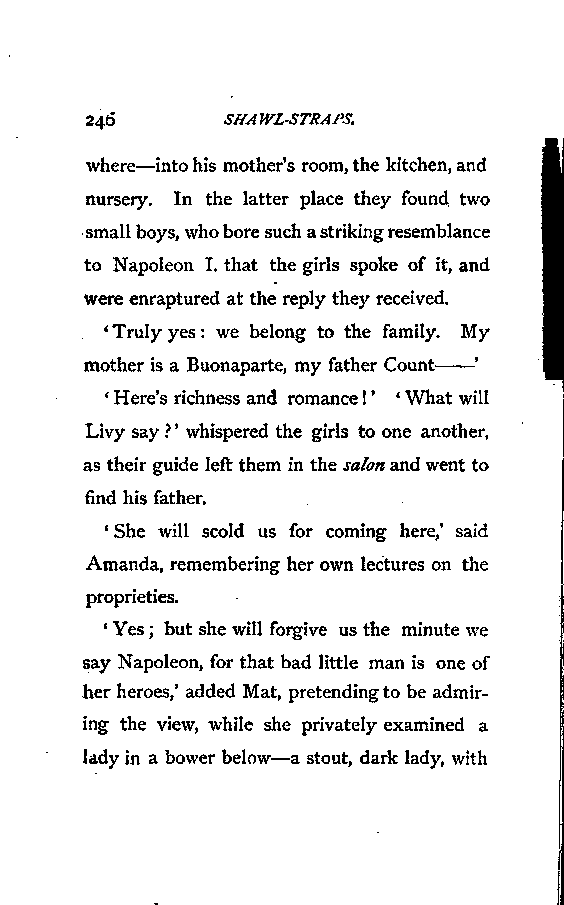 246 SHAWL-STRAPS.
where—into his mother's room, the kitchen, and
nursery. In the latter place they found two
small boys, who bore such a striking resemblance
to Napoleon I. that the girls spoke of it, and
were enraptured at the reply they received.
‘Truly yes: we belong to the family. My
mother is a Buonaparte, my father Count——’
‘Here's richness and romance!’ ‘What will
Livy say?’ whispered the girls to one another,
as their guide left them in the salon and went to
find his father.
‘She will scold us for coming here,’ said
Amanda, remembering her own lectures on the
proprieties.
‘Yes; but she will forgive us the minute we
say Napoleon, for that bad little man is one of
her heroes,’ added Mat, pretending to be admir-
ing the view, while she privately examined a
lady in a bower below—a stout, dark lady, with